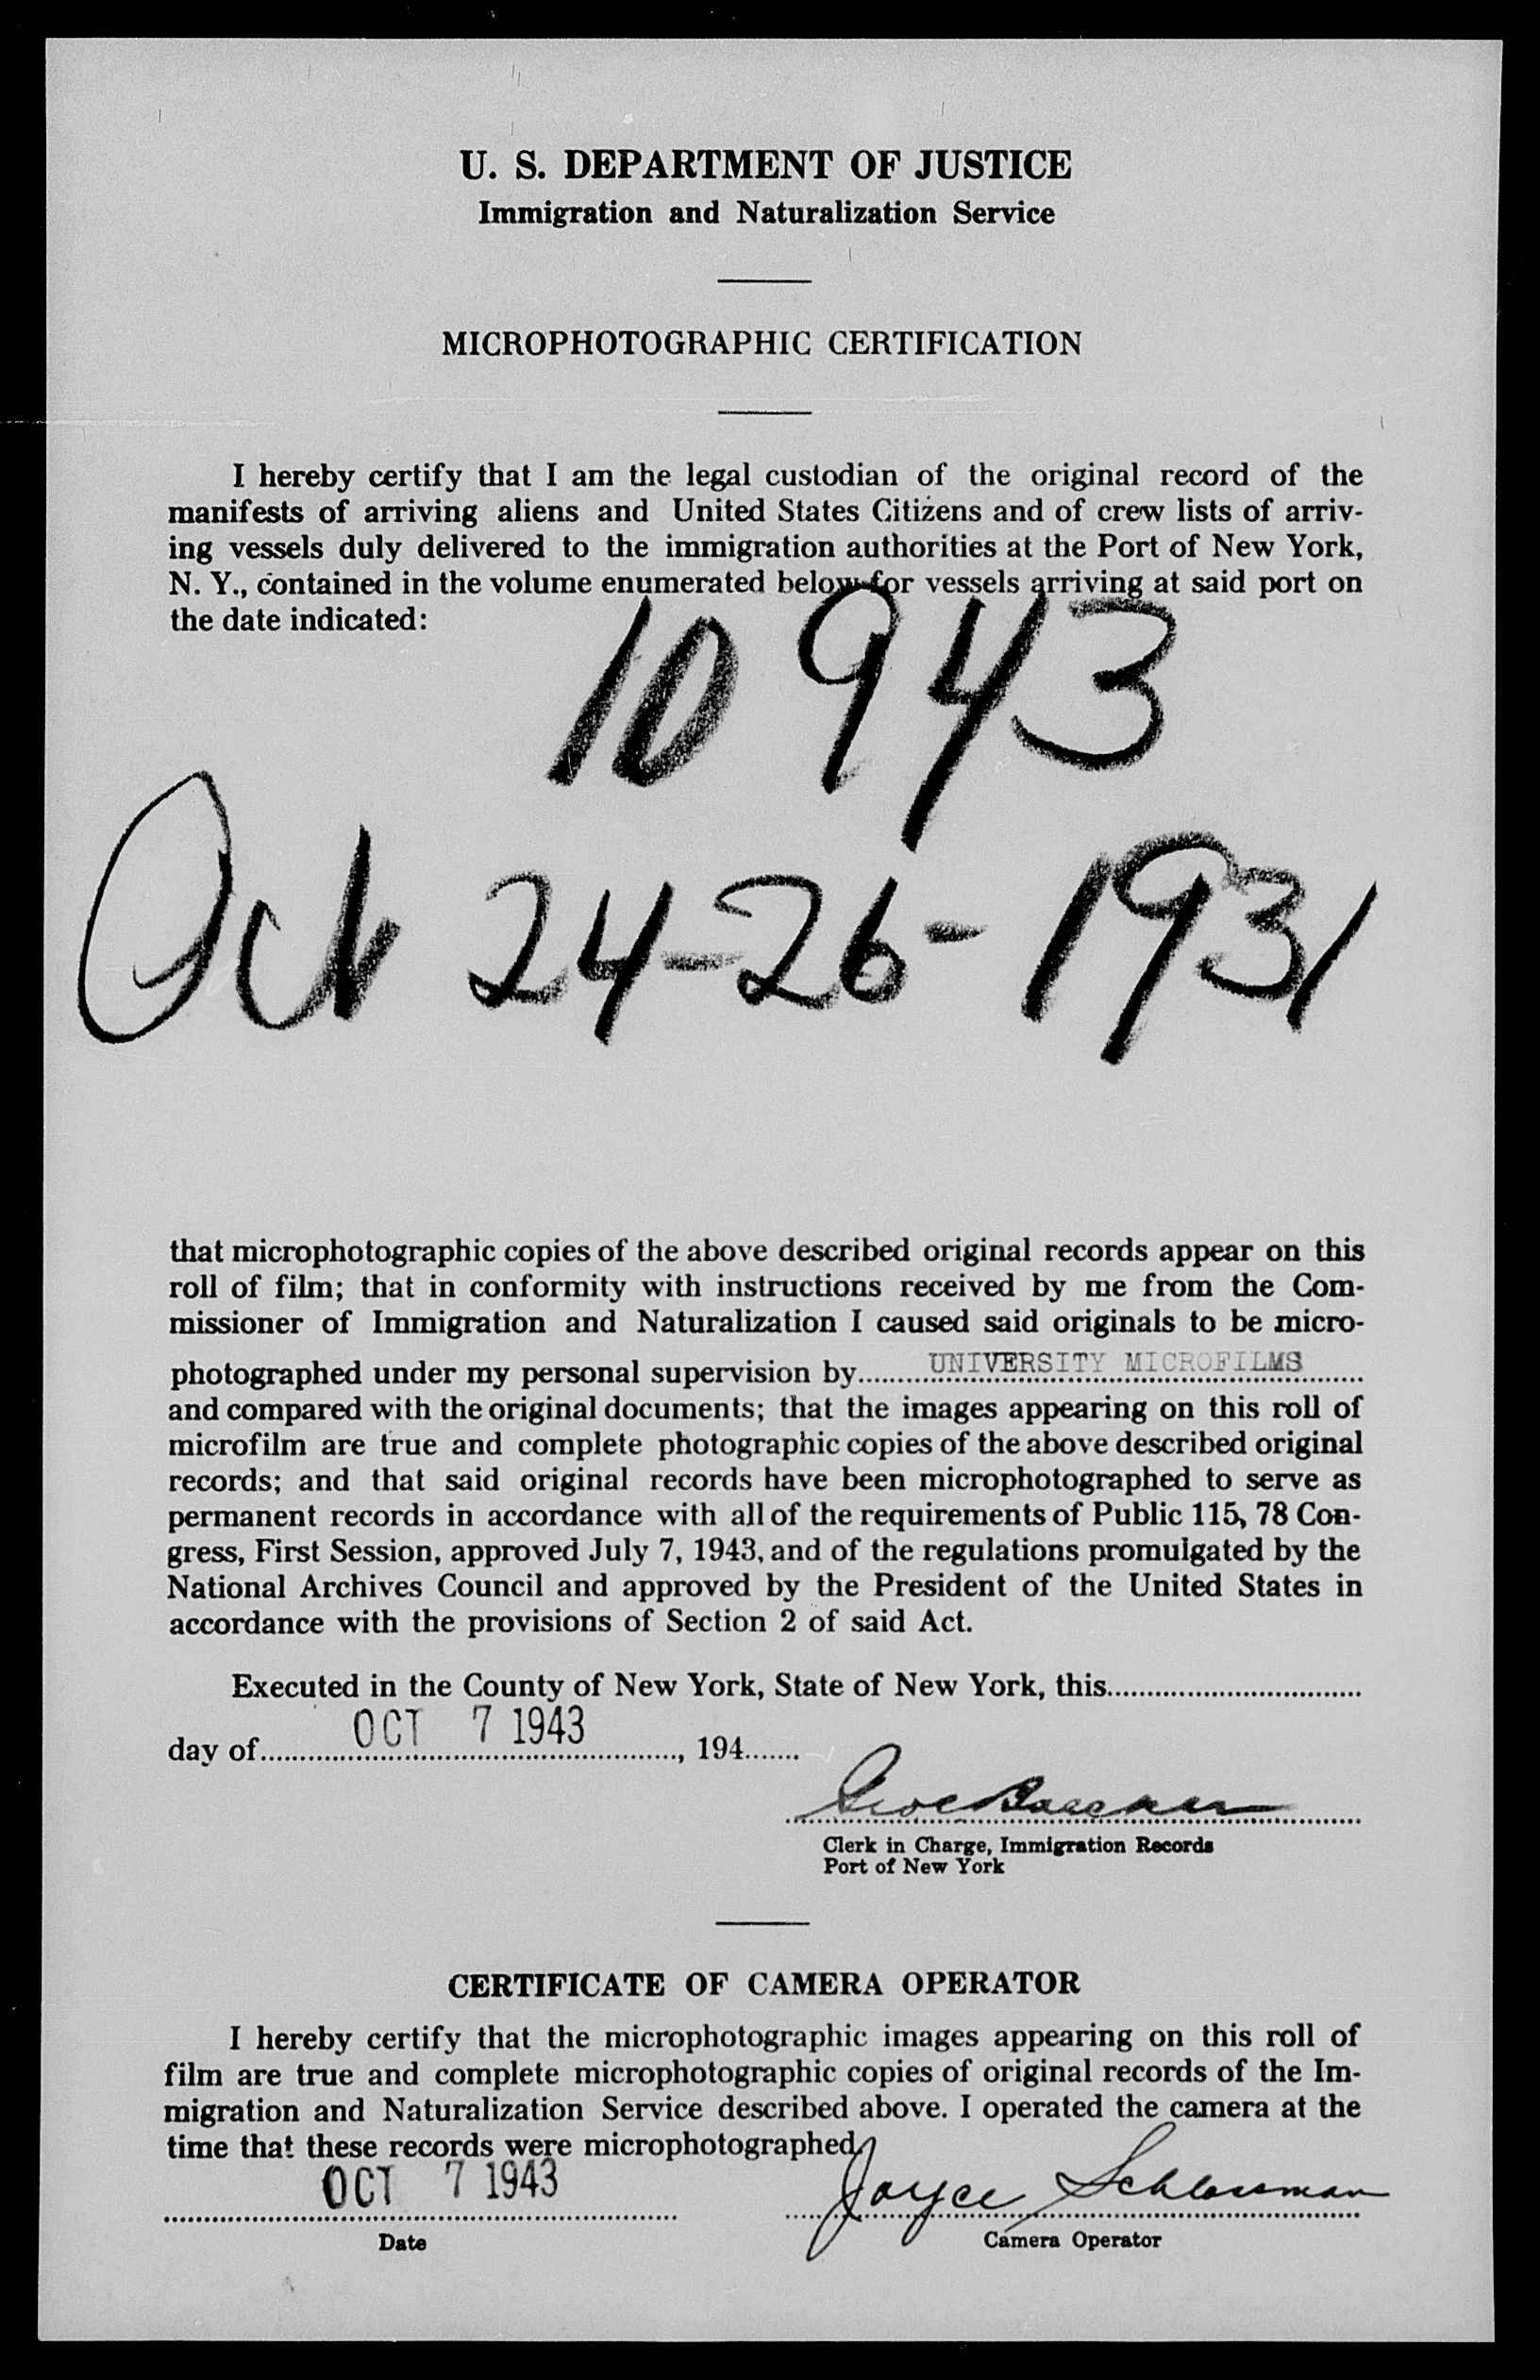 U. S. DEPARTMENT OF JUSTICE
Immigration and Naturalization Service
MICROPHOTOGRAPHIC CERTIFICATION
I hereby certify that I am the legal custodian of the original record of the
manifests of arriving aliens and United States Citizens and of crew lists of arriv-
ing vessels duly delivered to the immigration authorities at the Port of New York,
N. Y., contained in the volume enumerated below for vessels arriving at said port on
the date indicated:
10 943
Oct 24-26-1931
that microphotographic copies of the above described original records appear on this
roll of film; that in conformity with instructions received by me from the Com-
missioner of Immigration and Naturalization I caused said originals to be micro-
photographed under my personal supervision by UNIVERSITY MICROFILMS
and compared with the original documents; that the images appearing on this roll of
microfilm are true and complete photographic copies of the above described original
records; and that said original records have been microphotographed to serve as
permanent records in accordance with all of the requirements of Public 115, 78 Con-
gress, First Session, approved July 7, 1943, and of the regulations promulgated by the
National Archives Council and approved by the President of the United States in
accordance with the provisions of Section 2 of said Act.
Executed in the County of New York, State of New York, this
day of OCT 7 1943, 194
Clerk in Charge, Immigration Records
Port of New York
CERTIFICATE OF CAMERA OPERATOR
I hereby certify that the microphotographic images appearing on this roll of
film are true and complete microphotographic copies of original records of the Im-
migration and Naturalization Service described above. I operated the camera at the
time that these records were microphotographed.
OCT 7 1943 Joyce Schlossman
Date Camera Operator